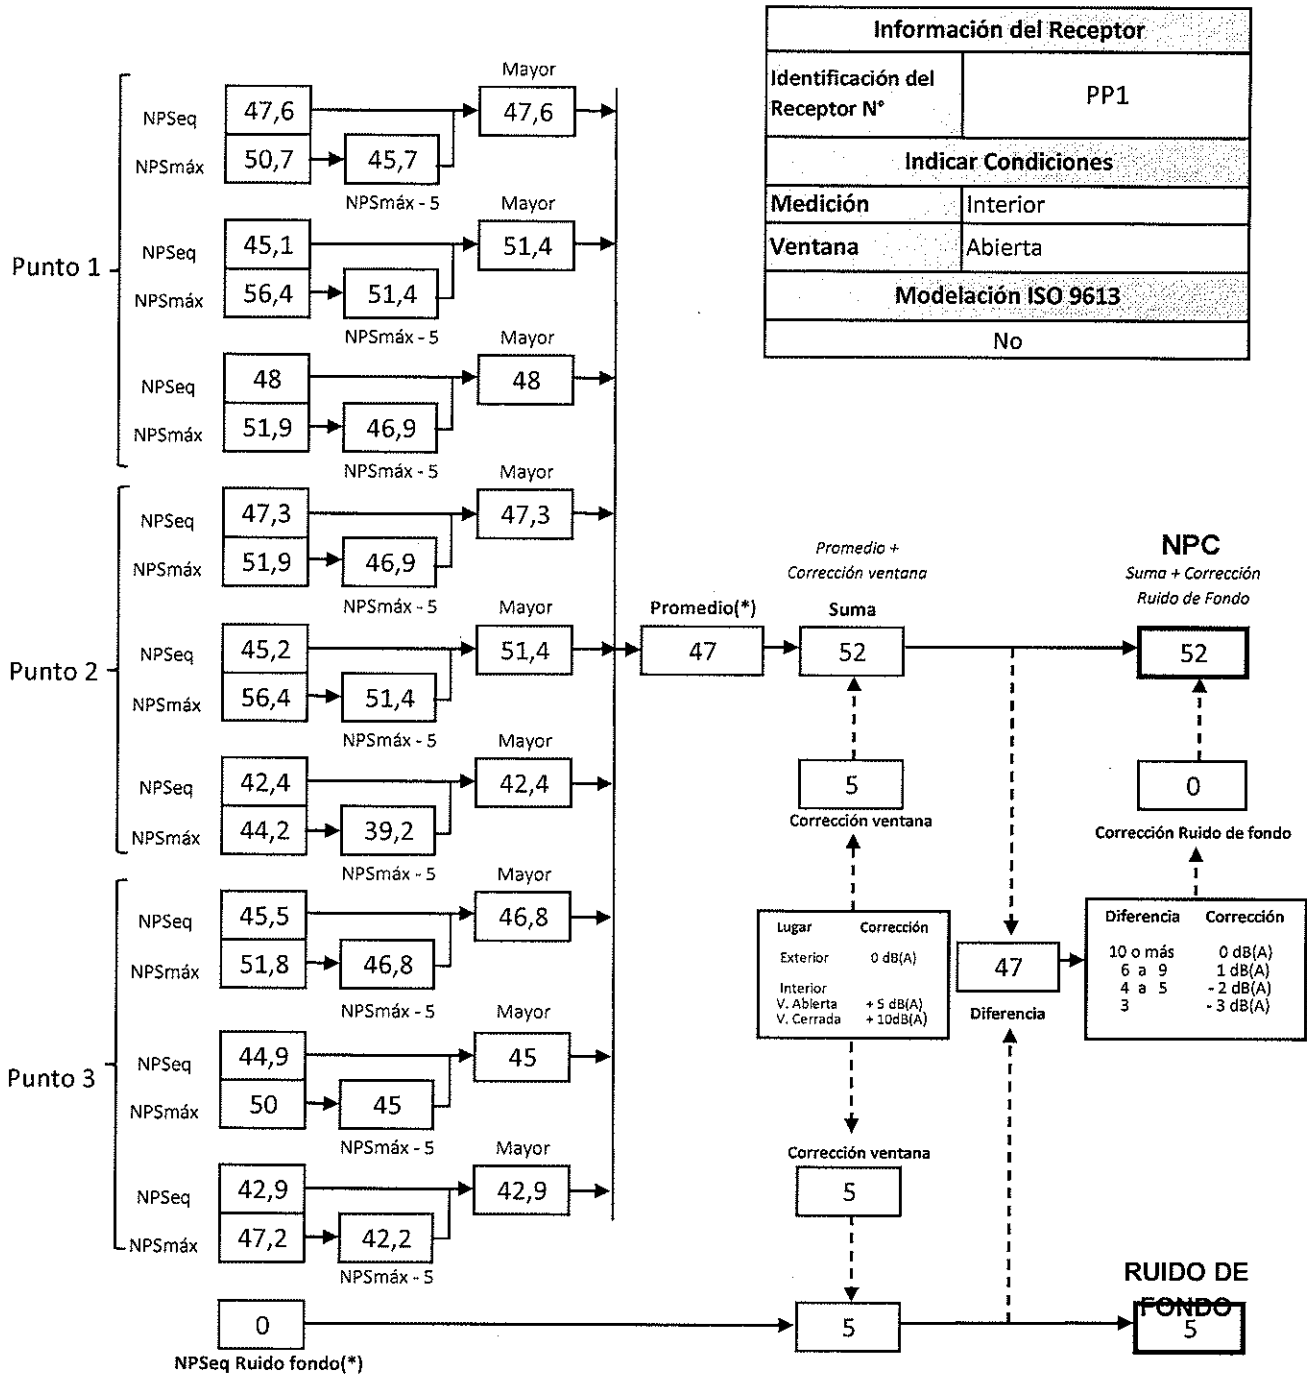 Información del Receptor
Identificación del
Receptor N°
PP1
Indicar Condiciones
Medición Interior
Ventana Abierta
Modelación ISO 9613
No
Punto 1
Mayor
NPSeq 47,6 47,6
NPSmáx 50,7 45,7
NPSmáx - 5
Mayor
NPSeq 45,1 51,4
NPSmáx 56,4 51,4
NPSmáx - 5
Mayor
NPSeq 48 48
NPSmáx 51,9 46,9
NPSmáx - 5
Punto 2
Mayor
NPSeq 47,3 47,3
NPSmáx 51,9 46,9
NPSmáx - 5
Mayor
NPSeq 45,2 51,4
NPSmáx 56,4 51,4
NPSmáx - 5
Mayor
NPSeq 42,4 42,4
NPSmáx 44,2 39,2
NPSmáx - 5
Punto 3
Mayor
NPSeq 45,5 46,8
NPSmáx 51,8 46,8
NPSmáx - 5
Mayor
NPSeq 44,9 45
NPSmáx 50 45
NPSmáx - 5
Mayor
NPSeq 42,9 42,9
NPSmáx 47,2 42,2
NPSmáx - 5
0
NPSeq Ruido fondo(*)
Promedio(*)
47
Promedio +
Corrección ventana
Suma
52
5
Corrección ventana
Lugar Corrección
Exterior 0 dB(A)
Interior
V. Abierta + 5 dB(A)
V. Cerrada + 10dB(A)
Corrección ventana
5
5
47
Diferencia
NPC
Suma + Corrección
Ruido de Fondo
52
0
Corrección Ruido de fondo
Diferencia Corrección
10 o más 0 dB(A)
6 a 9 1 dB(A)
4 a 5 - 2 dB(A)
3 - 3 dB(A)
RUIDO DE
FONDO
5